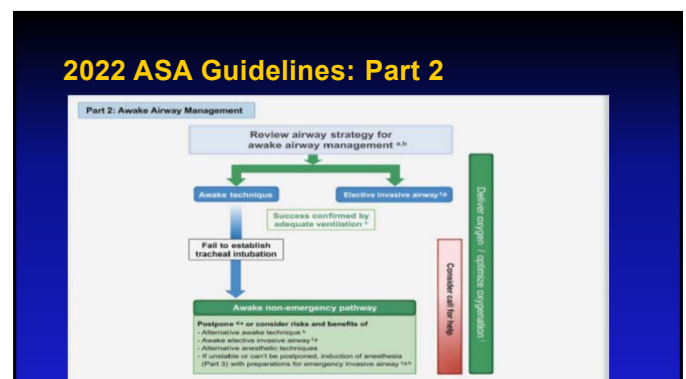 2022 ASA Guidelines: Part 2
Part 2: Awake Airway Management
Review airway strategy for
awake airway management a,b
Awake technique
Elective invasive airway f,g
Success confirmed by
adequate ventilation c
Fail to establish
tracheal intubation
Awake non-emergency pathway
Postpone d,e or consider risks and benefits of
- Alternative awake technique b
- Awake elective invasive airway f,g
- Alternative anesthetic techniques
- If unstable or can't be postponed, induction of anesthesia
(Part 3) with preparations for emergency invasive airway f,g,h
Consider call for help
Deliver oxygen / optimize oxygenation i